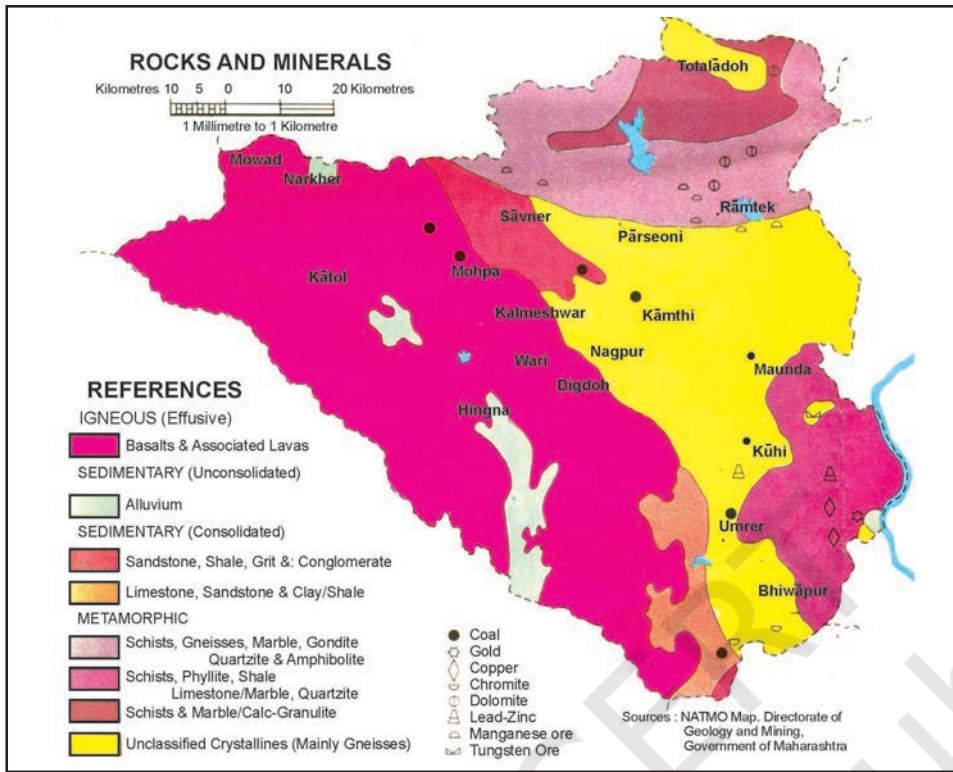 ROCKS AND MINERALS
Kilometres 10 5 0 10 20 Kilometres
1 Millimetre to 1 Kilometre
Totalādoh
Mowad
Narkher
Rāmtek
Sāvner
Pārseoni
Kātol
Mohpa
Kalmeshwar
Kāmthi
Nagpur
Wari
Maunda
Digdoh
Hingna
Kūhi
Umrer
Bhiwāpur
REFERENCES
IGNEOUS (Effusive)
Basalts & Associated Lavas
SEDIMENTARY (Unconsolidated)
Alluvium
SEDIMENTARY (Consolidated)
Sandstone, Shale, Grit &: Conglomerate
Limestone, Sandstone & Clay/Shale
METAMORPHIC
Schists, Gneisses, Marble, Gondite
Quartzite & Amphibolite
Schists, Phyllite, Shale
Limestone/Marble, Quartzite
Schists & Marble/Calc-Granulite
Unclassified Crystallines (Mainly Gneisses)
Coal
Gold
Copper
Chromite
Dolomite
Lead-Zinc
Manganese ore
Tungsten Ore
Sources : NATMO Map. Directorate of
Geology and Mining,
Government of Maharashtra